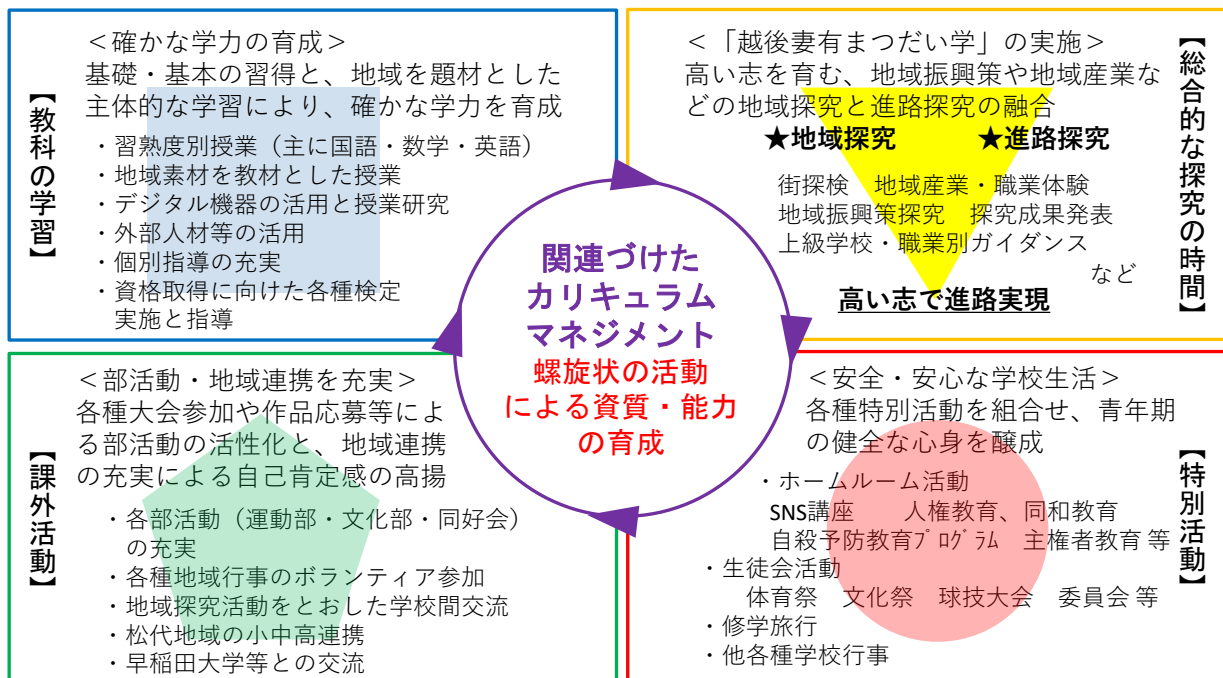 【教科の学習】
＜確かな学力の育成＞
基礎・基本の習得と、地域を題材とした
主体的な学習により、確かな学力を育成
・習熟度別授業（主に国語・数学・英語）
・地域素材を教材とした授業
・デジタル機器の活用と授業研究
・外部人材等の活用
・個別指導の充実
・資格取得に向けた各種検定
実施と指導
【総合的な探究の時間】
＜「越後妻有まつだい学」の実施＞
高い志を育む、地域振興策や地域産業な
どの地域探究と進路探究の融合
★地域探究　★進路探究
街探検　地域産業・職業体験
地域振興策探究　探究成果発表
上級学校・職業別ガイダンス
など
高い志で進路実現
関連づけた
カリキュラム
マネジメント
螺旋状の活動
による資質・能力
の育成
【課外活動】
＜部活動・地域連携を充実＞
各種大会参加や作品応募等によ
る部活動の活性化と、地域連携
の充実による自己肯定感の高揚
・各部活動（運動部・文化部・同好会）
の充実
・各種地域行事のボランティア参加
・地域探究活動をとおした学校間交流
・松代地域の小中高連携
・早稲田大学等との交流
【特別活動】
＜安全・安心な学校生活＞
各種特別活動を組合せ、青年期
の健全な心身を醸成
・ホームルーム活動
SNS講座　人権教育、同和教育
自殺予防教育ﾌﾟﾛｸﾞﾗﾑ　主権者教育 等
・生徒会活動
体育祭　文化祭　球技大会　委員会 等
・修学旅行
・他各種学校行事